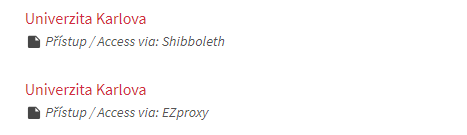 Univerzita Karlova
Přístup / Access via: Shibboleth
Univerzita Karlova
Přístup / Access via: EZproxy